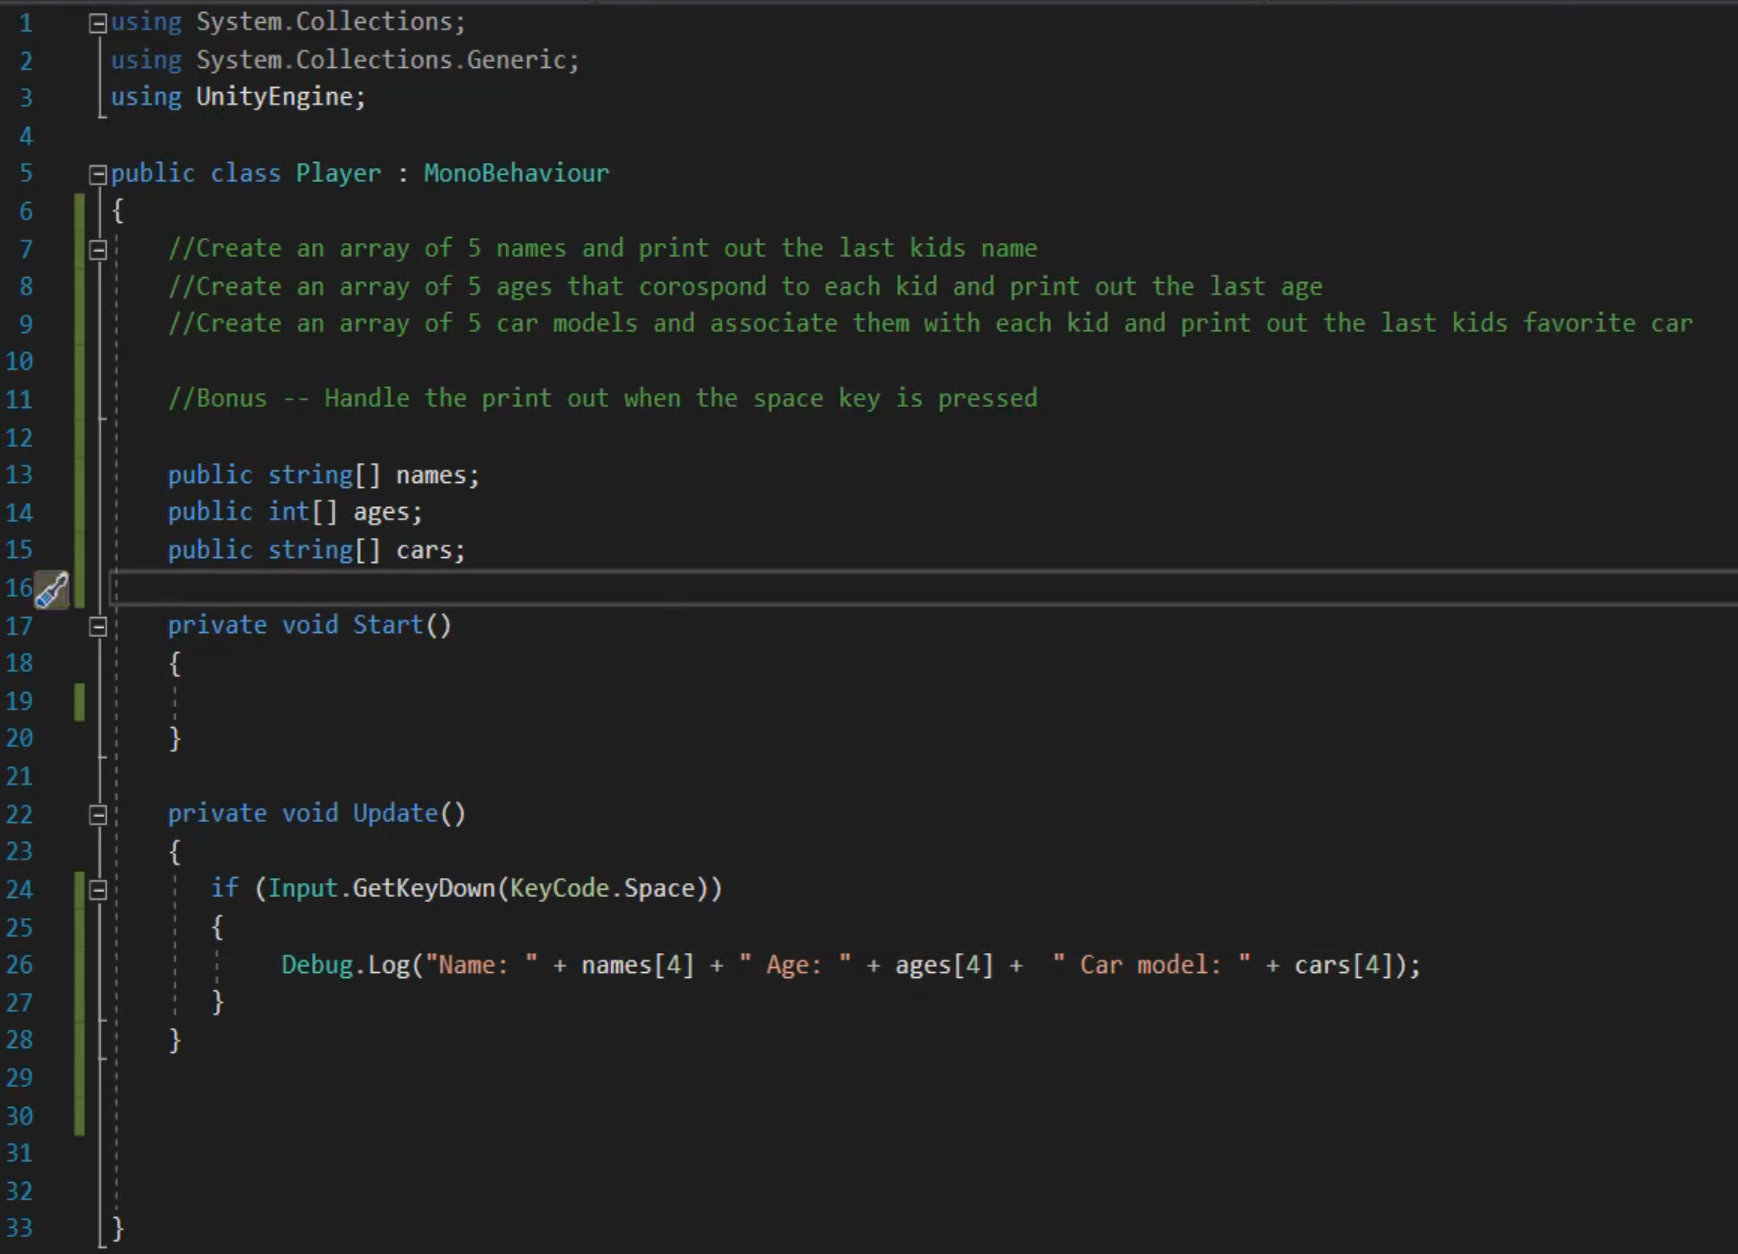 1 using System.Collections;
2 using System.Collections.Generic;
3 using UnityEngine;
4
5 public class Player : MonoBehaviour
6 {
7 //Create an array of 5 names and print out the last kids name
8 //Create an array of 5 ages that corospond to each kid and print out the last age
9 //Create an array of 5 car models and associate them with each kid and print out the last kids favorite car
10
11 //Bonus -- Handle the print out when the space key is pressed
12
13 public string[] names;
14 public int[] ages;
15 public string[] cars;
16
17 private void Start()
18 {
19
20 }
21
22 private void Update()
23 {
24 if (Input.GetKeyDown(KeyCode.Space))
25 {
26 Debug.Log("Name: " + names[4] + " Age: " + ages[4] +  " Car model: " + cars[4]);
27 }
28 }
29
30
31
32
33 }